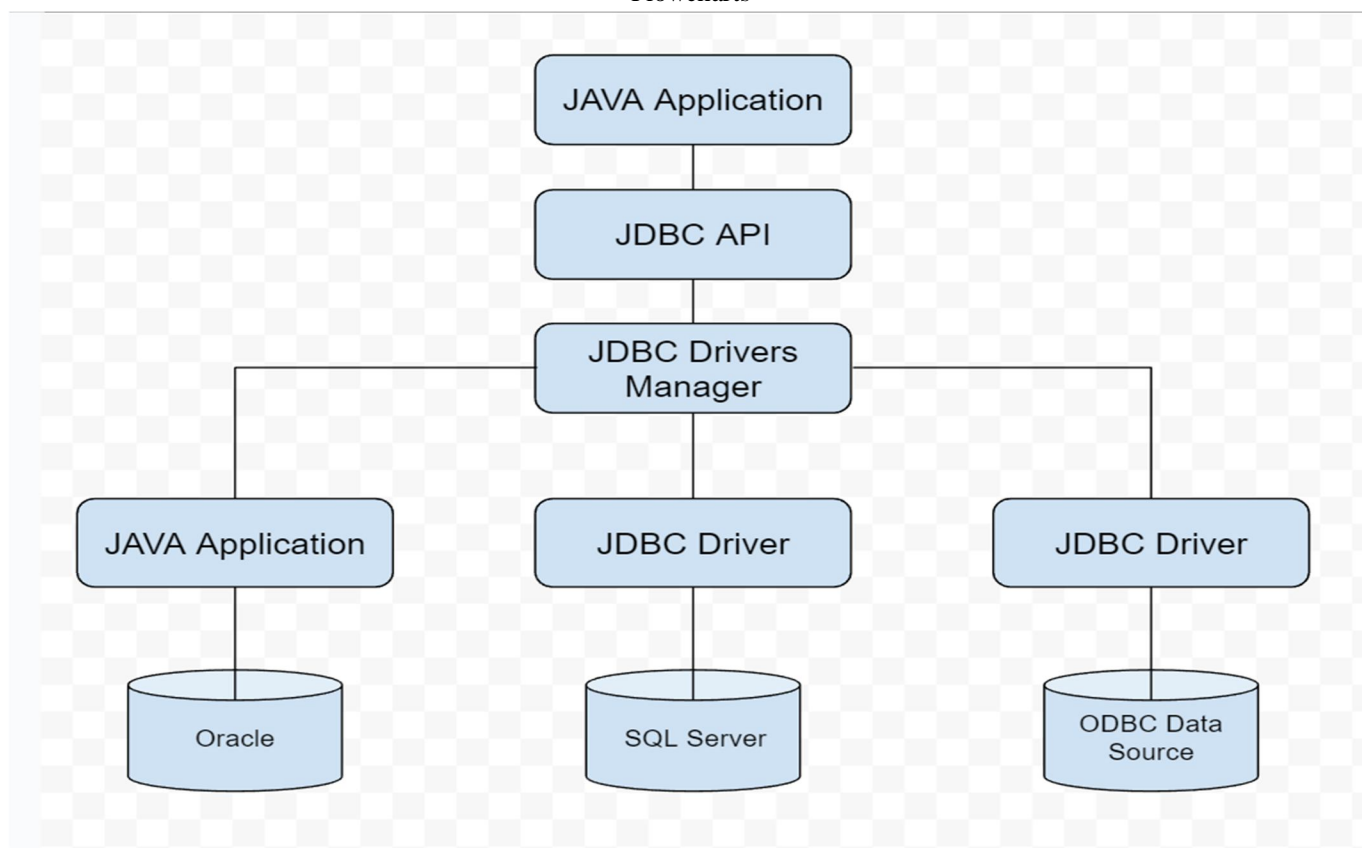 JAVA Application
JDBC API
JDBC Drivers
Manager
JAVA Application
JDBC Driver
JDBC Driver
Oracle
SQL Server
ODBC Data
Source